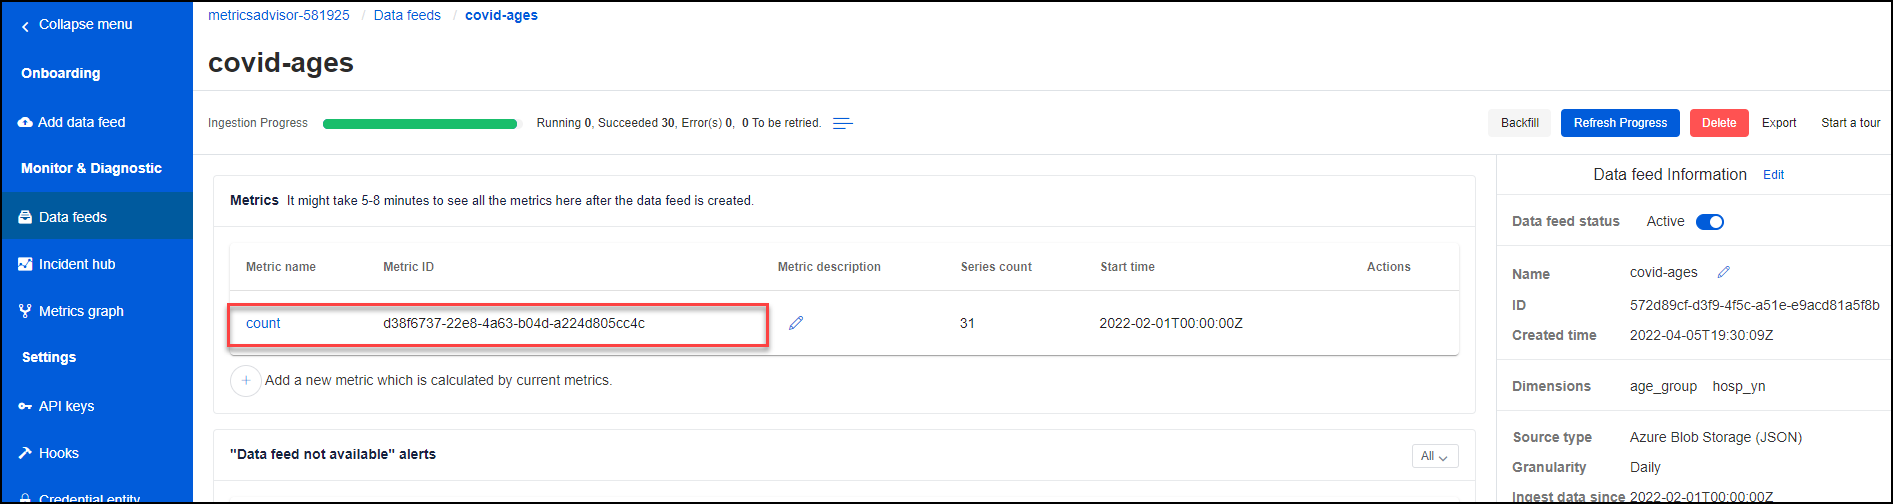 Collapse menu
Onboarding
Add data feed
Monitor & Diagnostic
Data feeds
Incident hub
Metrics graph
Settings
API keys
Hooks
Credential entity
metricsadvisor-581925 / Data feeds / covid-ages
covid-ages
Ingestion Progress Running 0, Succeeded 30, Error(s) 0, 0 To be retried. Backfill Refresh Progress Delete Export Start a tour
Metrics It might take 5-8 minutes to see all the metrics here after the data feed is created.
Metric name Metric ID Metric description Series count Start time Actions
count d38f6737-22e8-4a63-b04d-a224d805cc4c 31 2022-02-01T00:00:00Z
+ Add a new metric which is calculated by current metrics.
"Data feed not available" alerts All
Data feed Information Edit
Data feed status Active
Name covid-ages
ID 572d89cf-d3f9-4f5c-a51e-e9acd81a5f8b
Created time 2022-04-05T19:30:09Z
Dimensions age_group hosp_yn
Source type Azure Blob Storage (JSON)
Granularity Daily
Ingest data since 2022-02-01T00:00:00Z